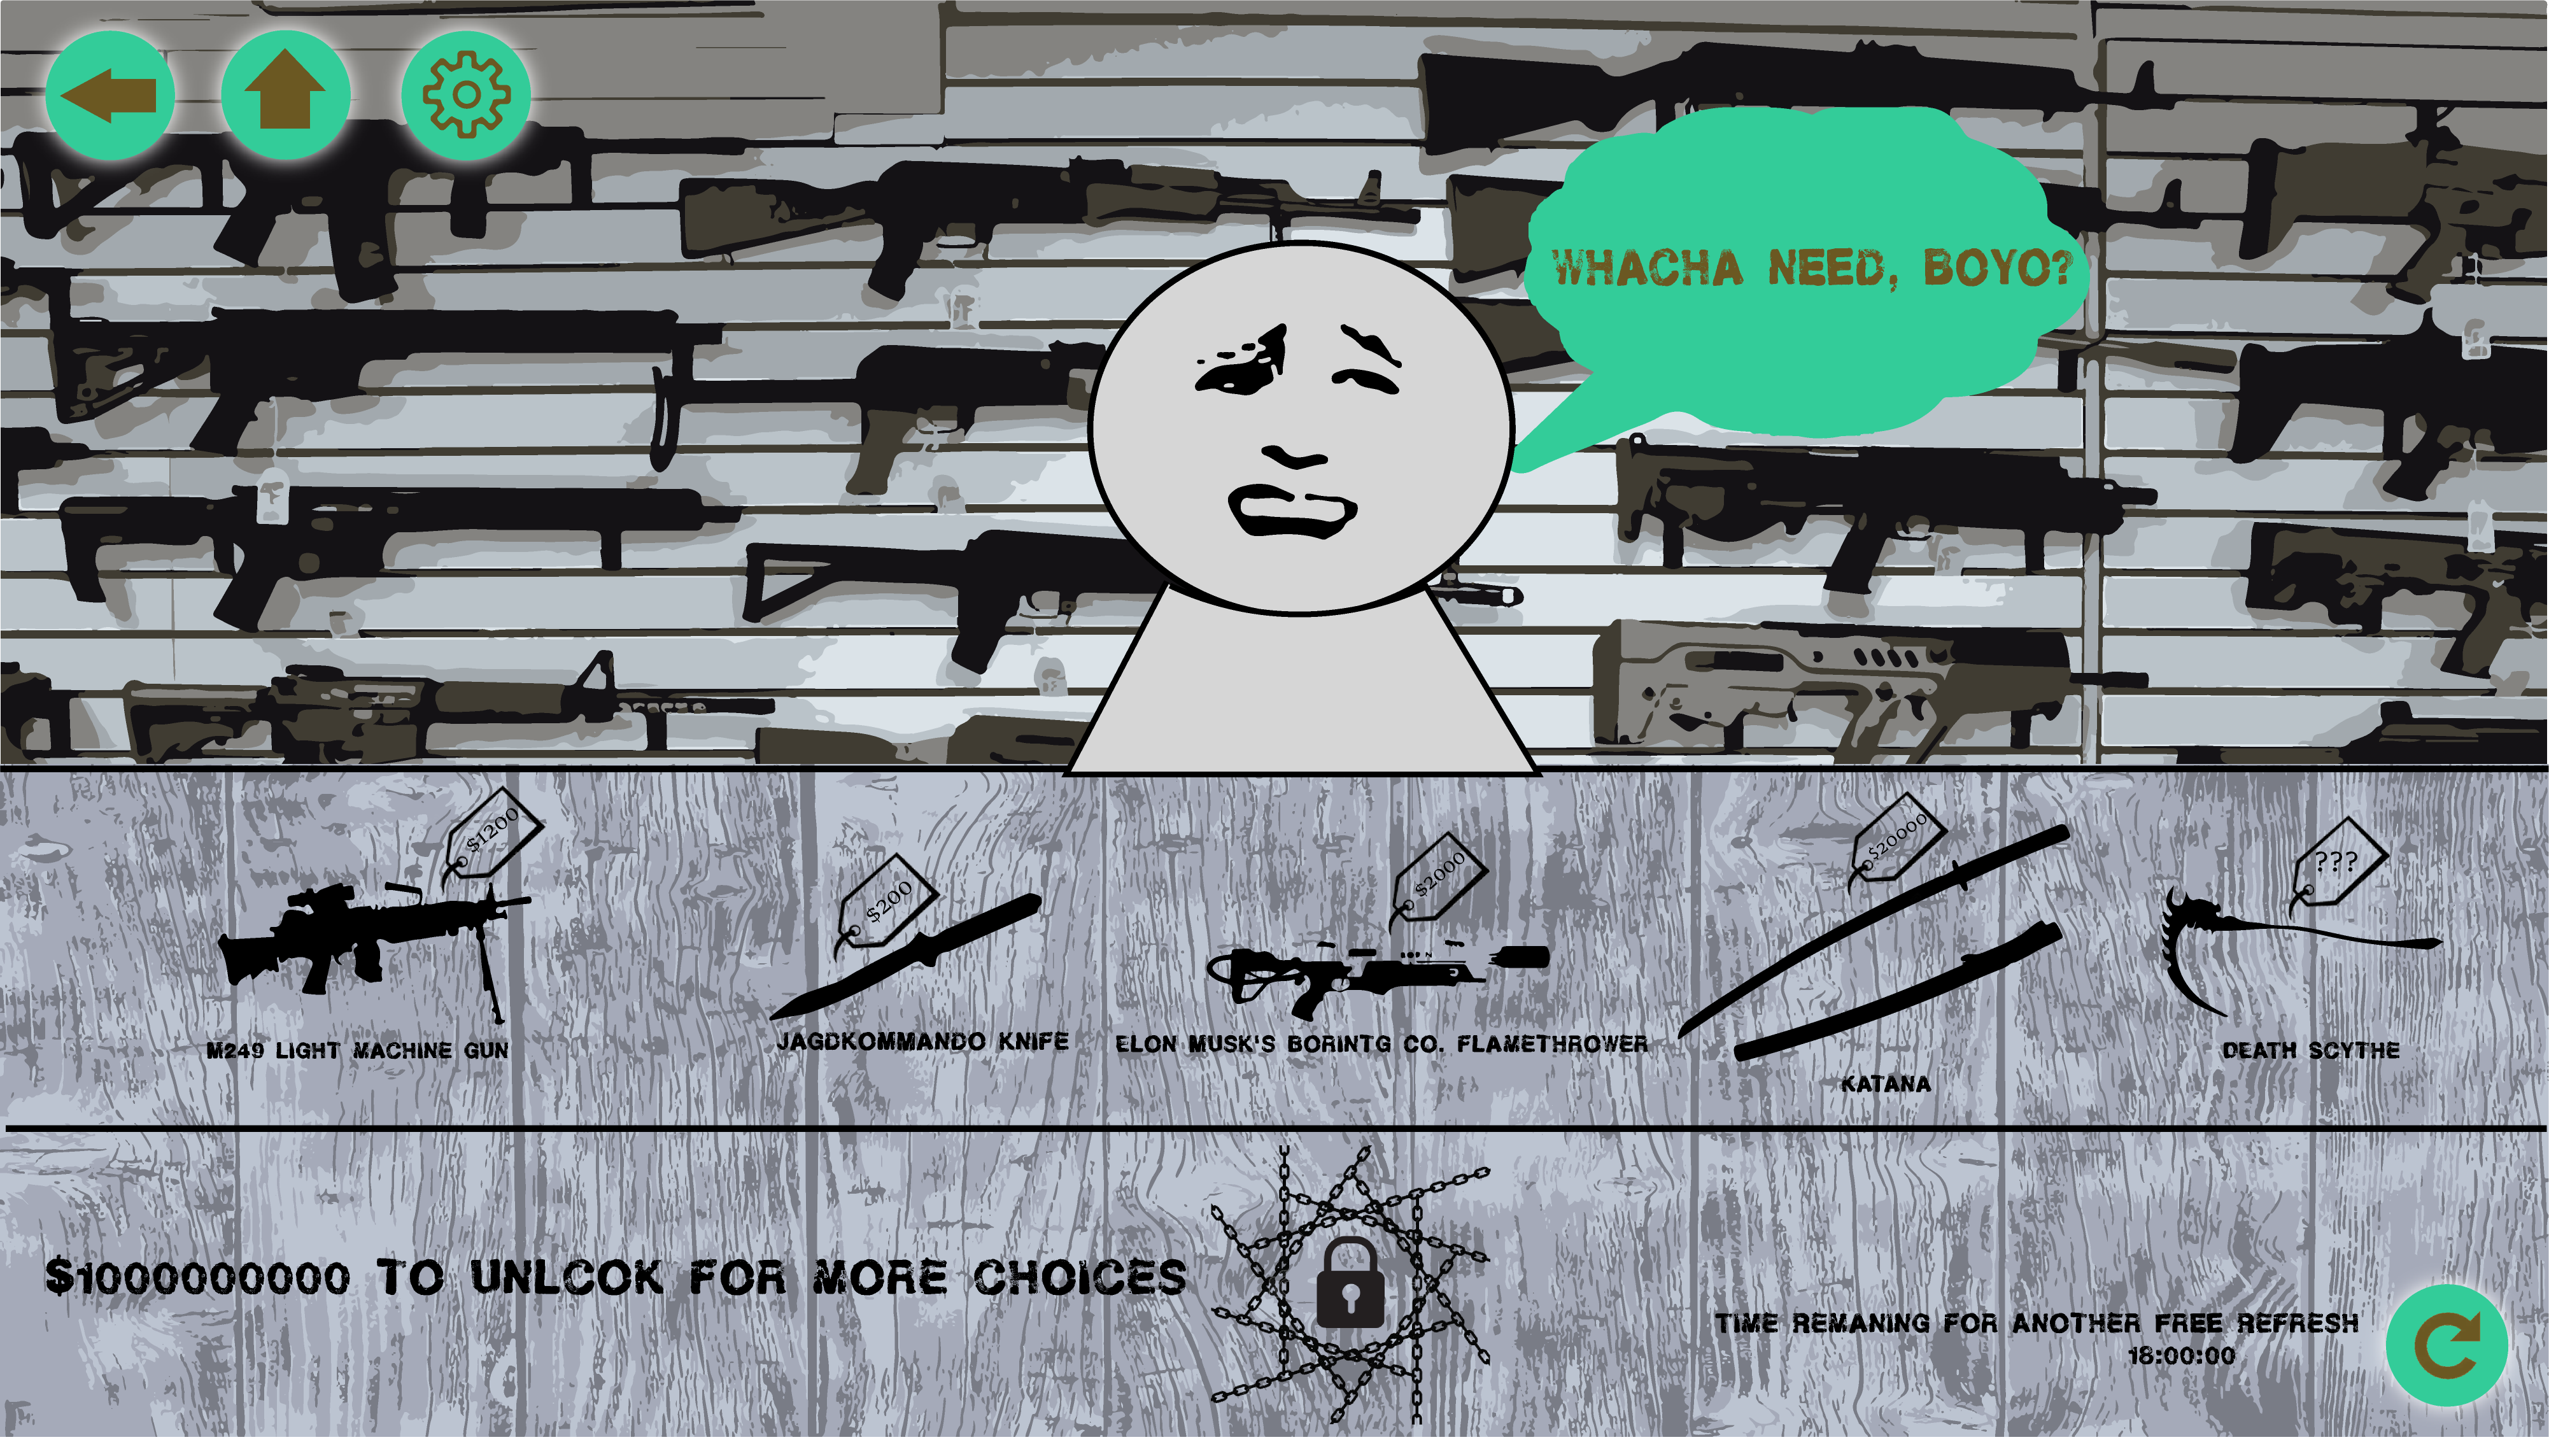 WHACHA NEED, BOYO?
$1200
$200
$2000
$20000
???
M249 LIGHT MACHINE GUN
JAGDKOMMANDO KNIFE
ELON MUSK'S BORINTG CO. FLAMETHROWER
KATANA
DEATH SCYTHE
$1000000000 TO UNLCOK FOR MORE CHOICES
TIME REMANING FOR ANOTHER FREE REFRESH
18:00:00